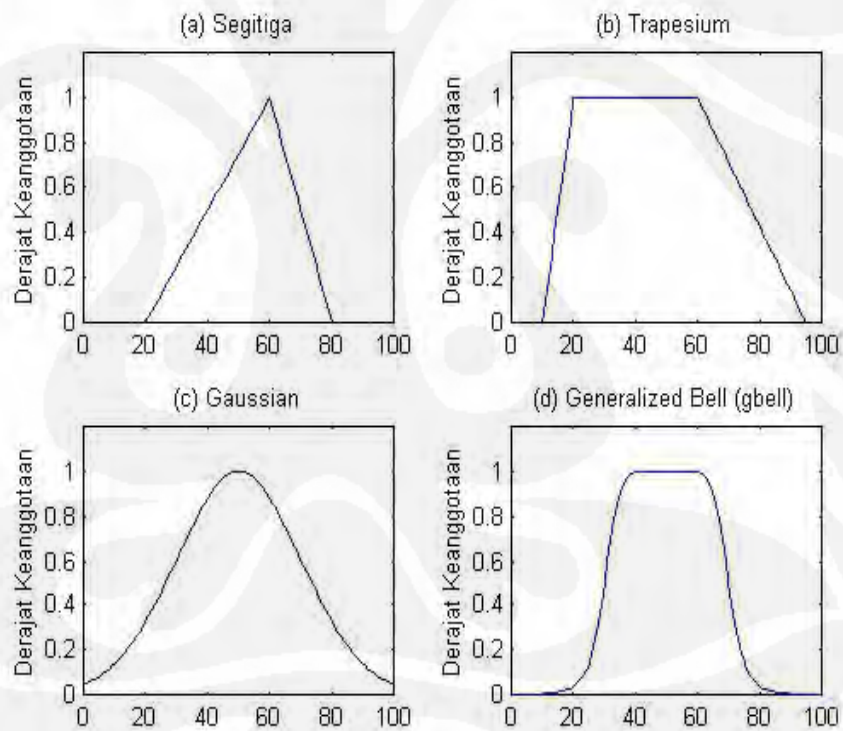 (a) Segitiga
Derajat Keanggotaan
1
0.8
0.6
0.4
0.2
0
0 20 40 60 80 100
(b) Trapesium
Derajat Keanggotaan
1
0.8
0.6
0.4
0.2
0
0 20 40 60 80 100
(c) Gaussian
Derajat Keanggotaan
1
0.8
0.6
0.4
0.2
0
0 20 40 60 80 100
(d) Generalized Bell (gbell)
Derajat Keanggotaan
1
0.8
0.6
0.4
0.2
0
0 20 40 60 80 100